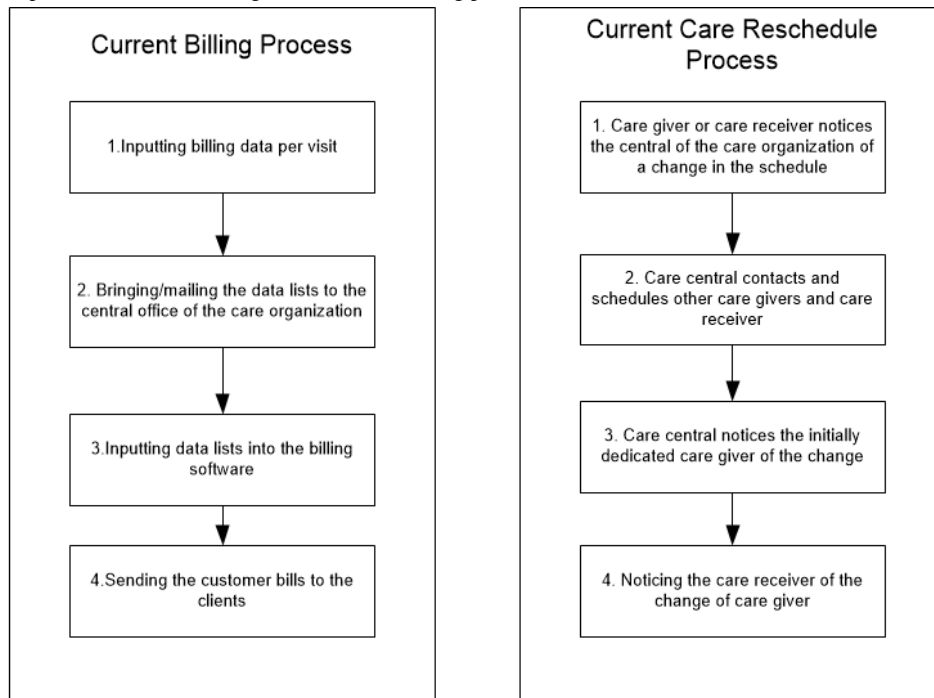 Current Billing Process
1.Inputting billing data per visit
2. Bringing/mailing the data lists to the
central office of the care organization
3.Inputting data lists into the billing
software
4.Sending the customer bills to the
clients
Current Care Reschedule
Process
1. Care giver or care receiver notices
the central of the care organization of
a change in the schedule
2. Care central contacts and
schedules other care givers and care
receiver
3. Care central notices the initially
dedicated care giver of the change
4. Noticing the care receiver of the
change of care giver